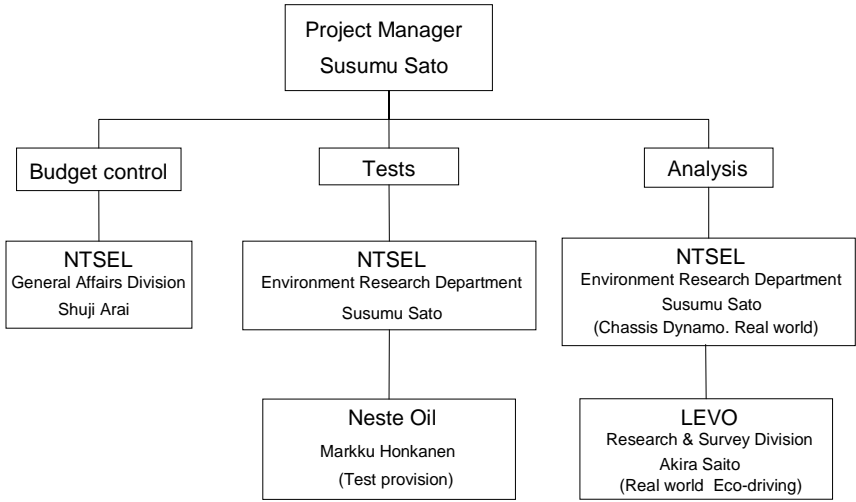 Project Manager
Susumu Sato
Budget control
Tests
Analysis
NTSEL
General Affairs Division
Shuji Arai
NTSEL
Environment Research Department
Susumu Sato
NTSEL
Environment Research Department
Susumu Sato
(Chassis Dynamo. Real world)
Neste Oil
Markku Honkanen
(Test provision)
LEVO
Research & Survey Division
Akira Saito
(Real world Eco-driving)